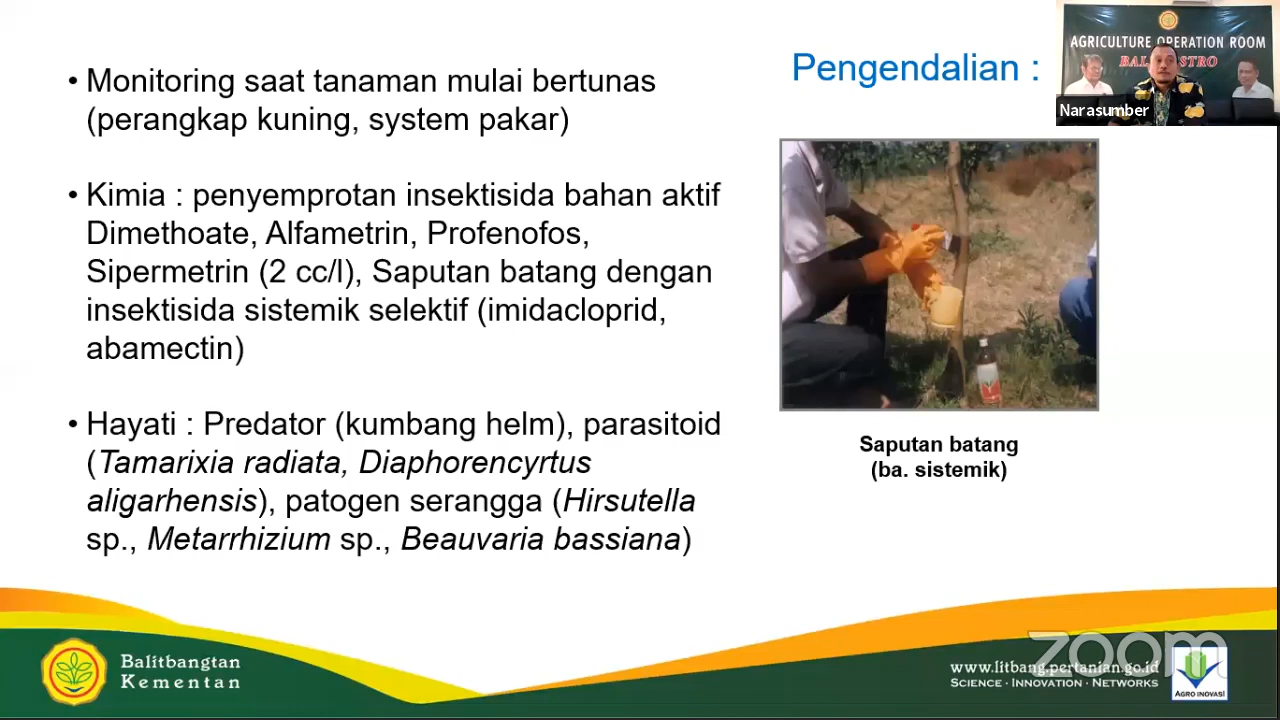 Pengendalian :
• Monitoring saat tanaman mulai bertunas
(perangkap kuning, system pakar)
• Kimia : penyemprotan insektisida bahan aktif
Dimethoate, Alfametrin, Profenofos,
Sipermetrin (2 cc/l), Saputan batang dengan
insektisida sistemik selektif (imidacloprid,
abamectin)
• Hayati : Predator (kumbang helm), parasitoid
(Tamarixia radiata, Diaphorencyrtus
aligarhensis), patogen serangga (Hirsutella
sp., Metarrhizium sp., Beauvaria bassiana)
Saputan batang
(ba. sistemik)
AGRICULTURE OPERATION ROOM
Narasumber
Balitbangtan
Kementan
zoom
www.litbang.pertanian.go.id
SCIENCE · INNOVATION · NETWORKS
AGRO INOVASI